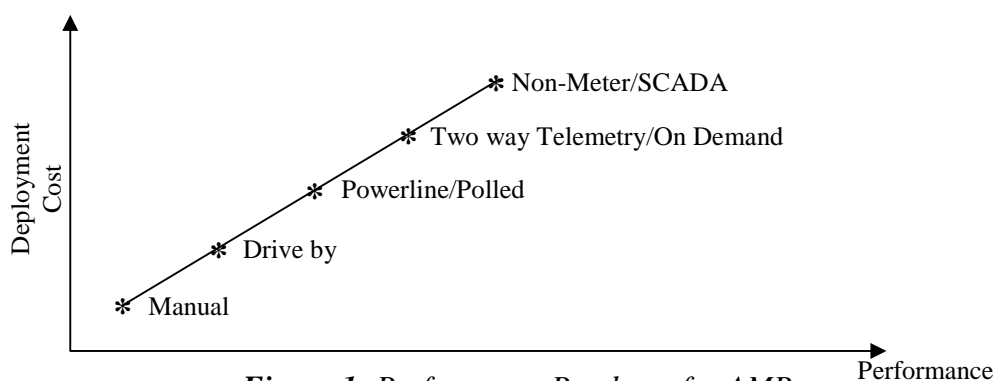 Non-Meter/SCADA
Two way Telemetry/On Demand
Powerline/Polled
Drive by
Manual
Deployment
Cost
Performance
Figure 1. Performance for AMR